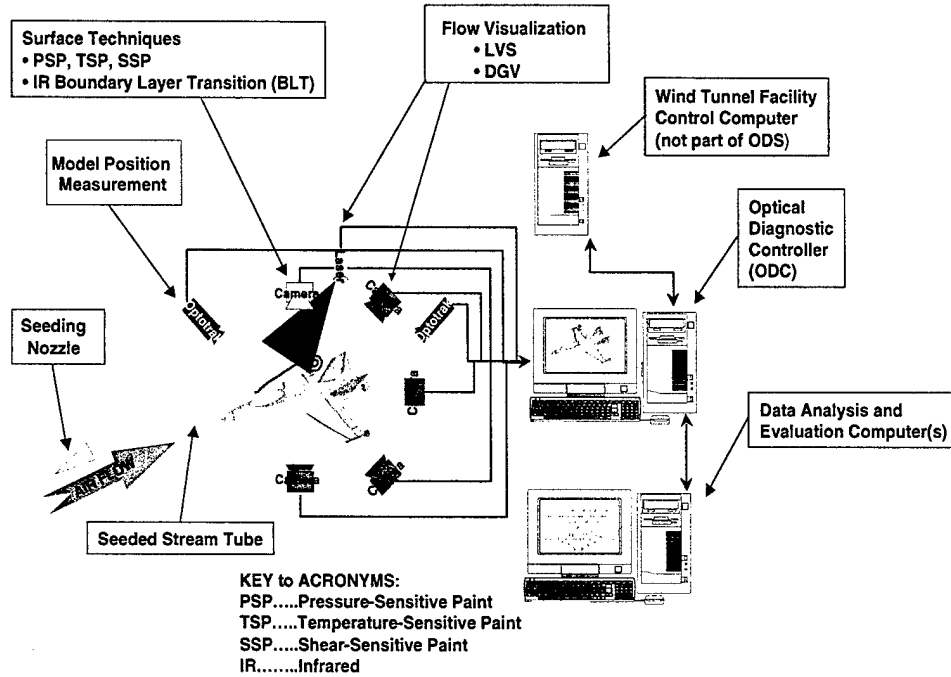 Surface Techniques
• PSP, TSP, SSP
• IR Boundary Layer Transition (BLT)
Flow Visualization
• LVS
• DGV
Wind Tunnel Facility
Control Computer
(not part of ODS)
Model Position
Measurement
Optical
Diagnostic
Controller
(ODC)
Laser
Camera
Camera
Optotrak
Optotrak
Seeding
Nozzle
Camera
Data Analysis and
Evaluation Computer(s)
AIR FLOW
Camera
Camera
Seeded Stream Tube
KEY to ACRONYMS:
PSP.....Pressure-Sensitive Paint
TSP.....Temperature-Sensitive Paint
SSP.....Shear-Sensitive Paint
IR........Infrared